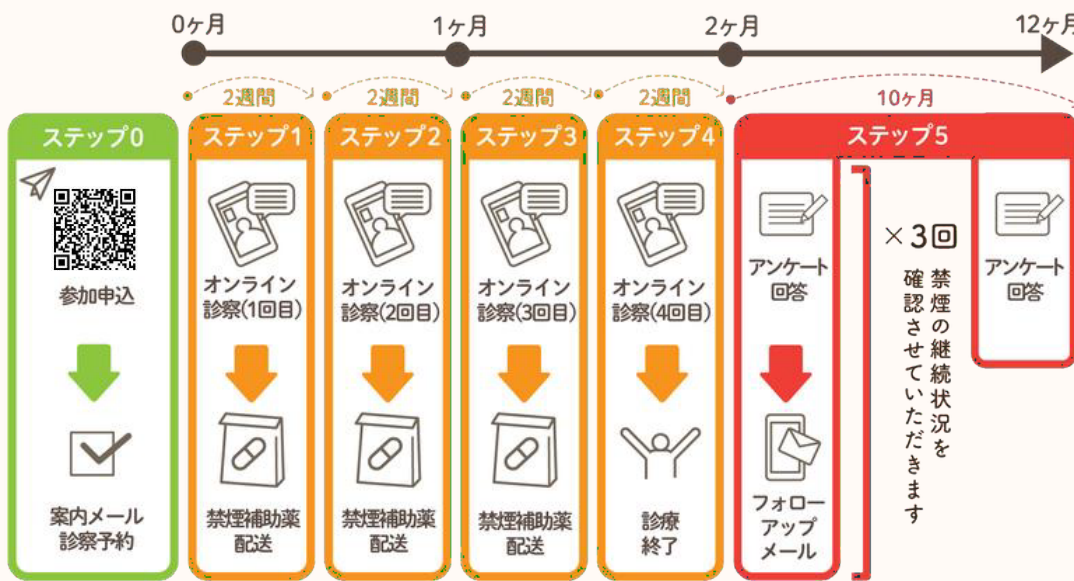 0ヶ月
1ヶ月
2ヶ月
12ヶ月
2週間
2週間
2週間
2週間
10ヶ月
ステップ0
参加申込
案内メール
診察予約
ステップ1
オンライン
診察(1回目)
禁煙補助薬
配送
ステップ2
オンライン
診察(2回目)
禁煙補助薬
配送
ステップ3
オンライン
診察(3回目)
禁煙補助薬
配送
ステップ4
オンライン
診察(4回目)
診療
終了
ステップ5
アンケート
回答
フォロー
アップ
メール
×3回
禁煙の継続状況を
確認させていただきます
アンケート
回答